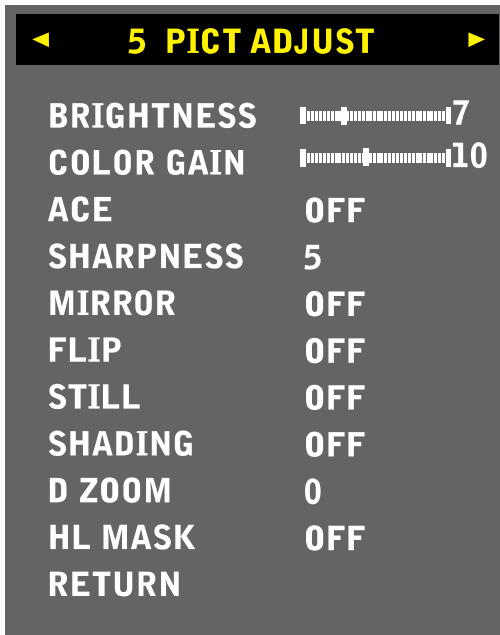 ◄ 5 PICT ADJUST ►
BRIGHTNESS 7
COLOR GAIN 10
ACE OFF
SHARPNESS 5
MIRROR OFF
FLIP OFF
STILL OFF
SHADING OFF
D ZOOM 0
HL MASK OFF
RETURN